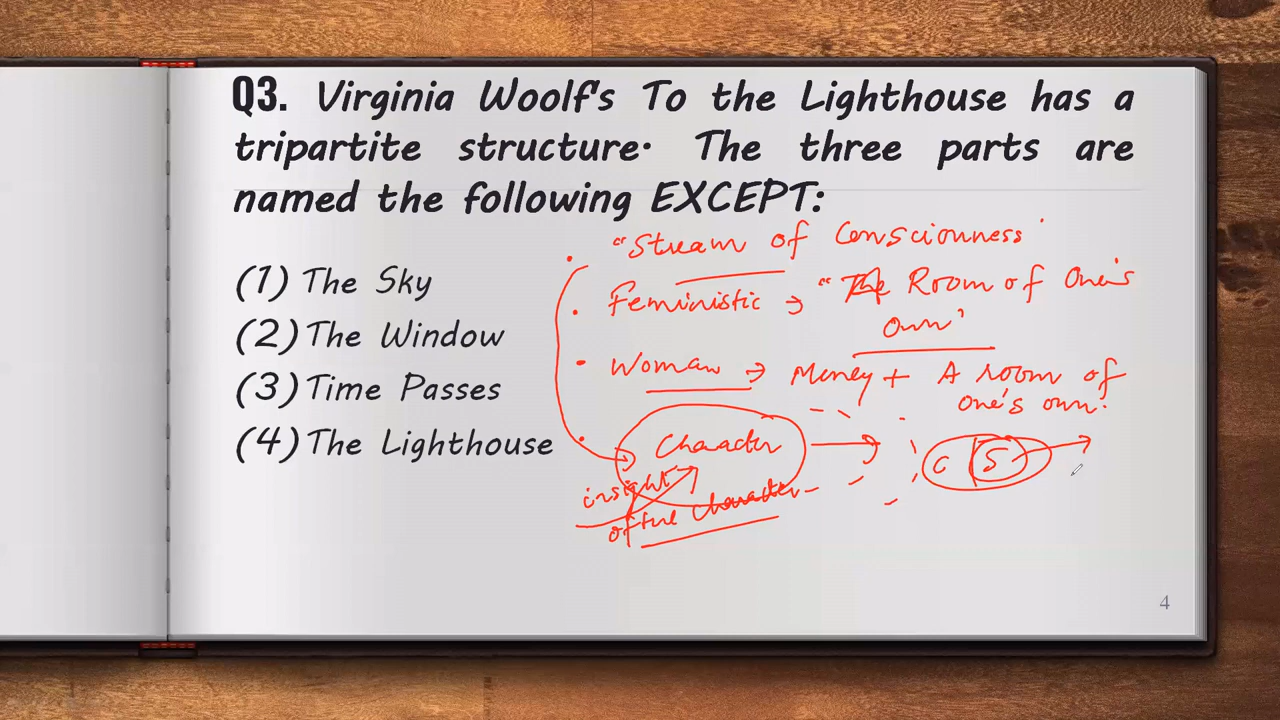 Q3. Virginia Woolf's To the Lighthouse has a
tripartite structure. The three parts are
named the following EXCEPT:
"Stream of Consciounness"
(1) The Sky
Feministic → "The Room of One's
Own"
(2) The Window
Woman → Money + A room of
one's own.
(3) Time Passes
(4) The Lighthouse
Character
C S
insight
of the character
4